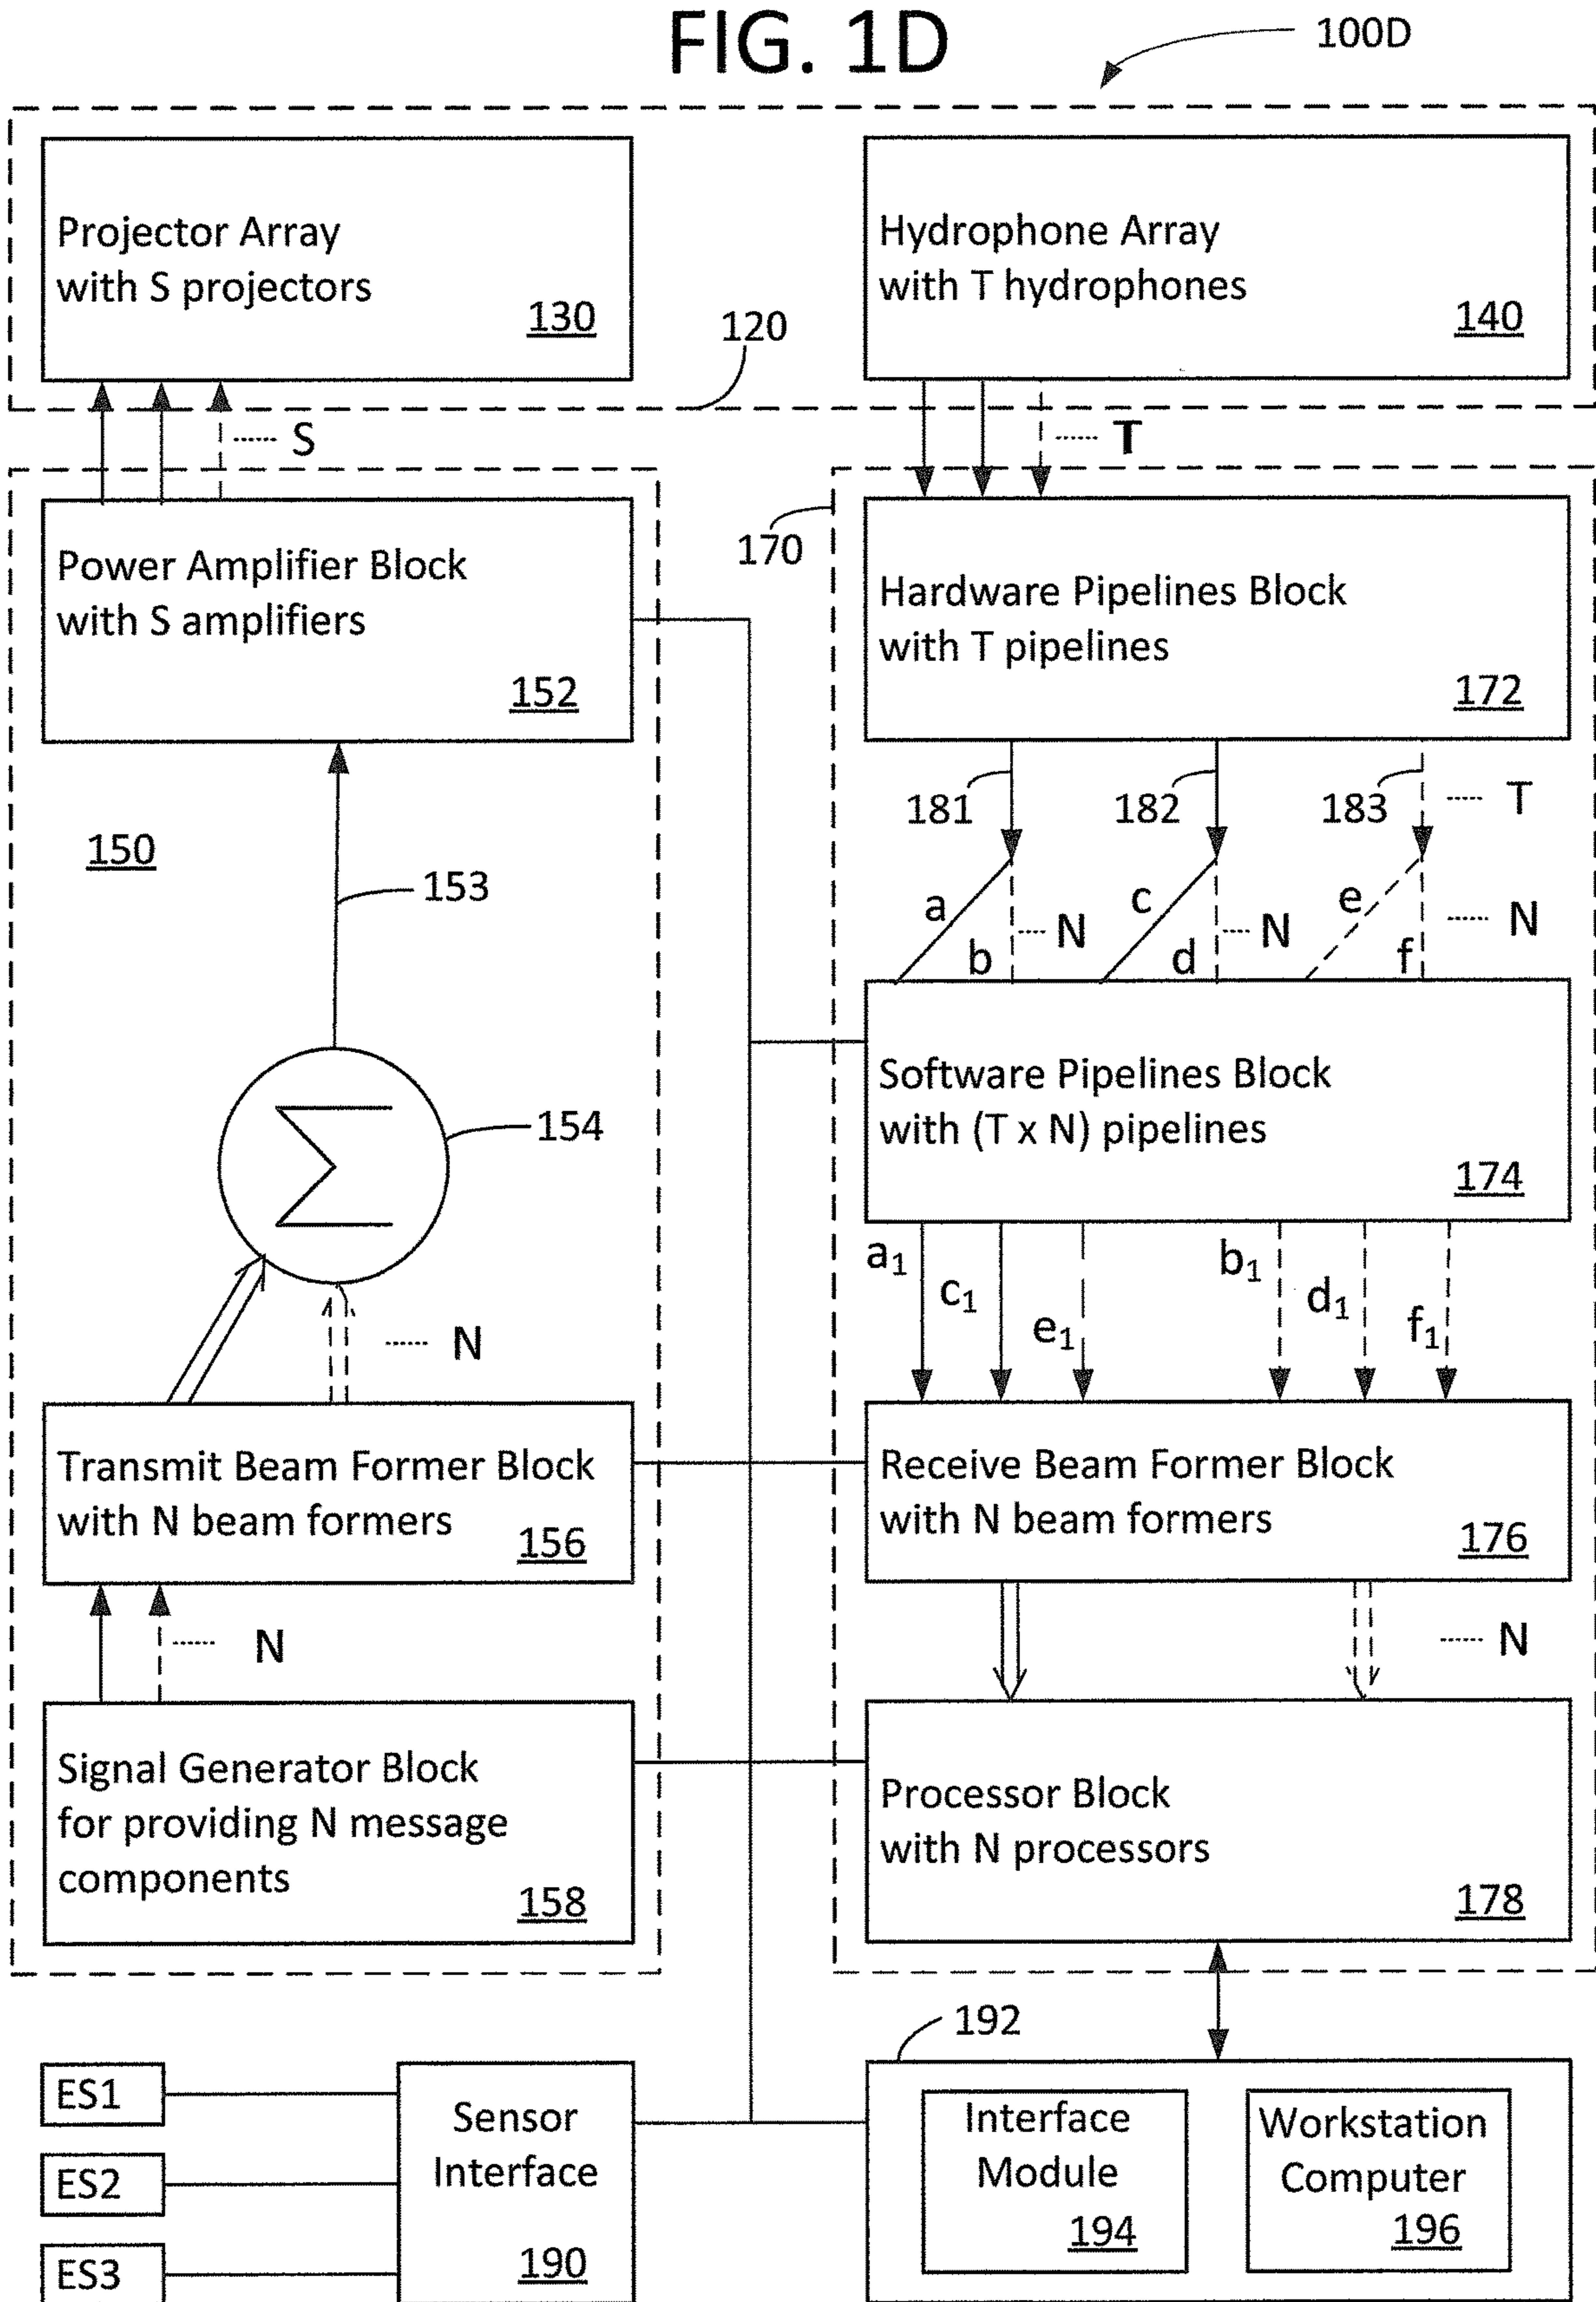 FIG. 1D
100D
Projector Array
with S projectors
130
Hydrophone Array
with T hydrophones
140
120
S
T
Power Amplifier Block
with S amplifiers
152
170
Hardware Pipelines Block
with T pipelines
172
181
182
183
T
150
153
a
b
N
c
d
N
e
f
N
154
Σ
Software Pipelines Block
with (T x N) pipelines
174
a₁
c₁
e₁
b₁
d₁
f₁
N
Transmit Beam Former Block
with N beam formers
156
Receive Beam Former Block
with N beam formers
176
N
N
Signal Generator Block
for providing N message
components
158
Processor Block
with N processors
178
192
ES1
ES2
ES3
Sensor
Interface
190
Interface
Module
194
Workstation
Computer
196